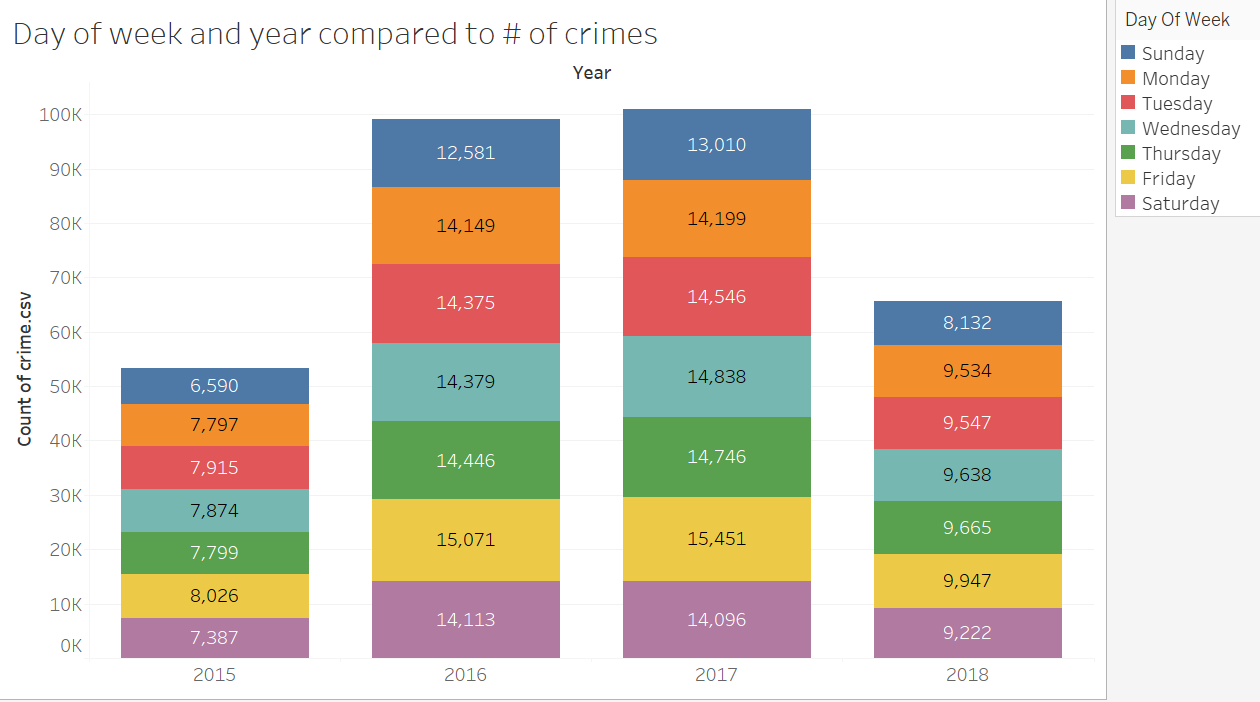 Day of week and year compared to # of crimes
Year
Count of crime.csv
100K
90K
80K
70K
60K
50K
40K
30K
20K
10K
0K
6,590
7,797
7,915
7,874
7,799
8,026
7,387
12,581
14,149
14,375
14,379
14,446
15,071
14,113
13,010
14,199
14,546
14,838
14,746
15,451
14,096
8,132
9,534
9,547
9,638
9,665
9,947
9,222
2015 2016 2017 2018
Day Of Week
Sunday
Monday
Tuesday
Wednesday
Thursday
Friday
Saturday